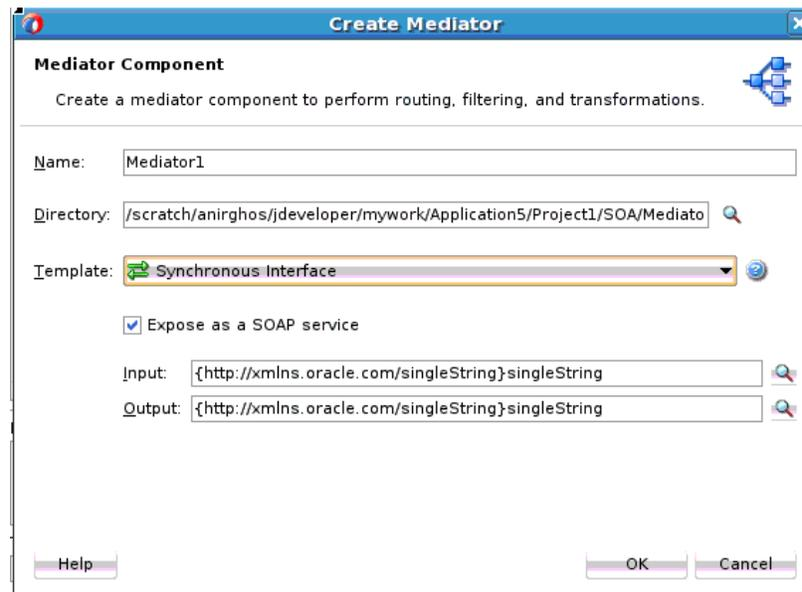 Create Mediator
Mediator Component
Create a mediator component to perform routing, filtering, and transformations.
Name: Mediator1
Directory: /scratch/anirghos/jdeveloper/mywork/Application5/Project1/SOA/Mediato
Template: Synchronous Interface
Expose as a SOAP service
Input: {http://xmlns.oracle.com/singleString}singleString
Output: {http://xmlns.oracle.com/singleString}singleString
Help OK Cancel